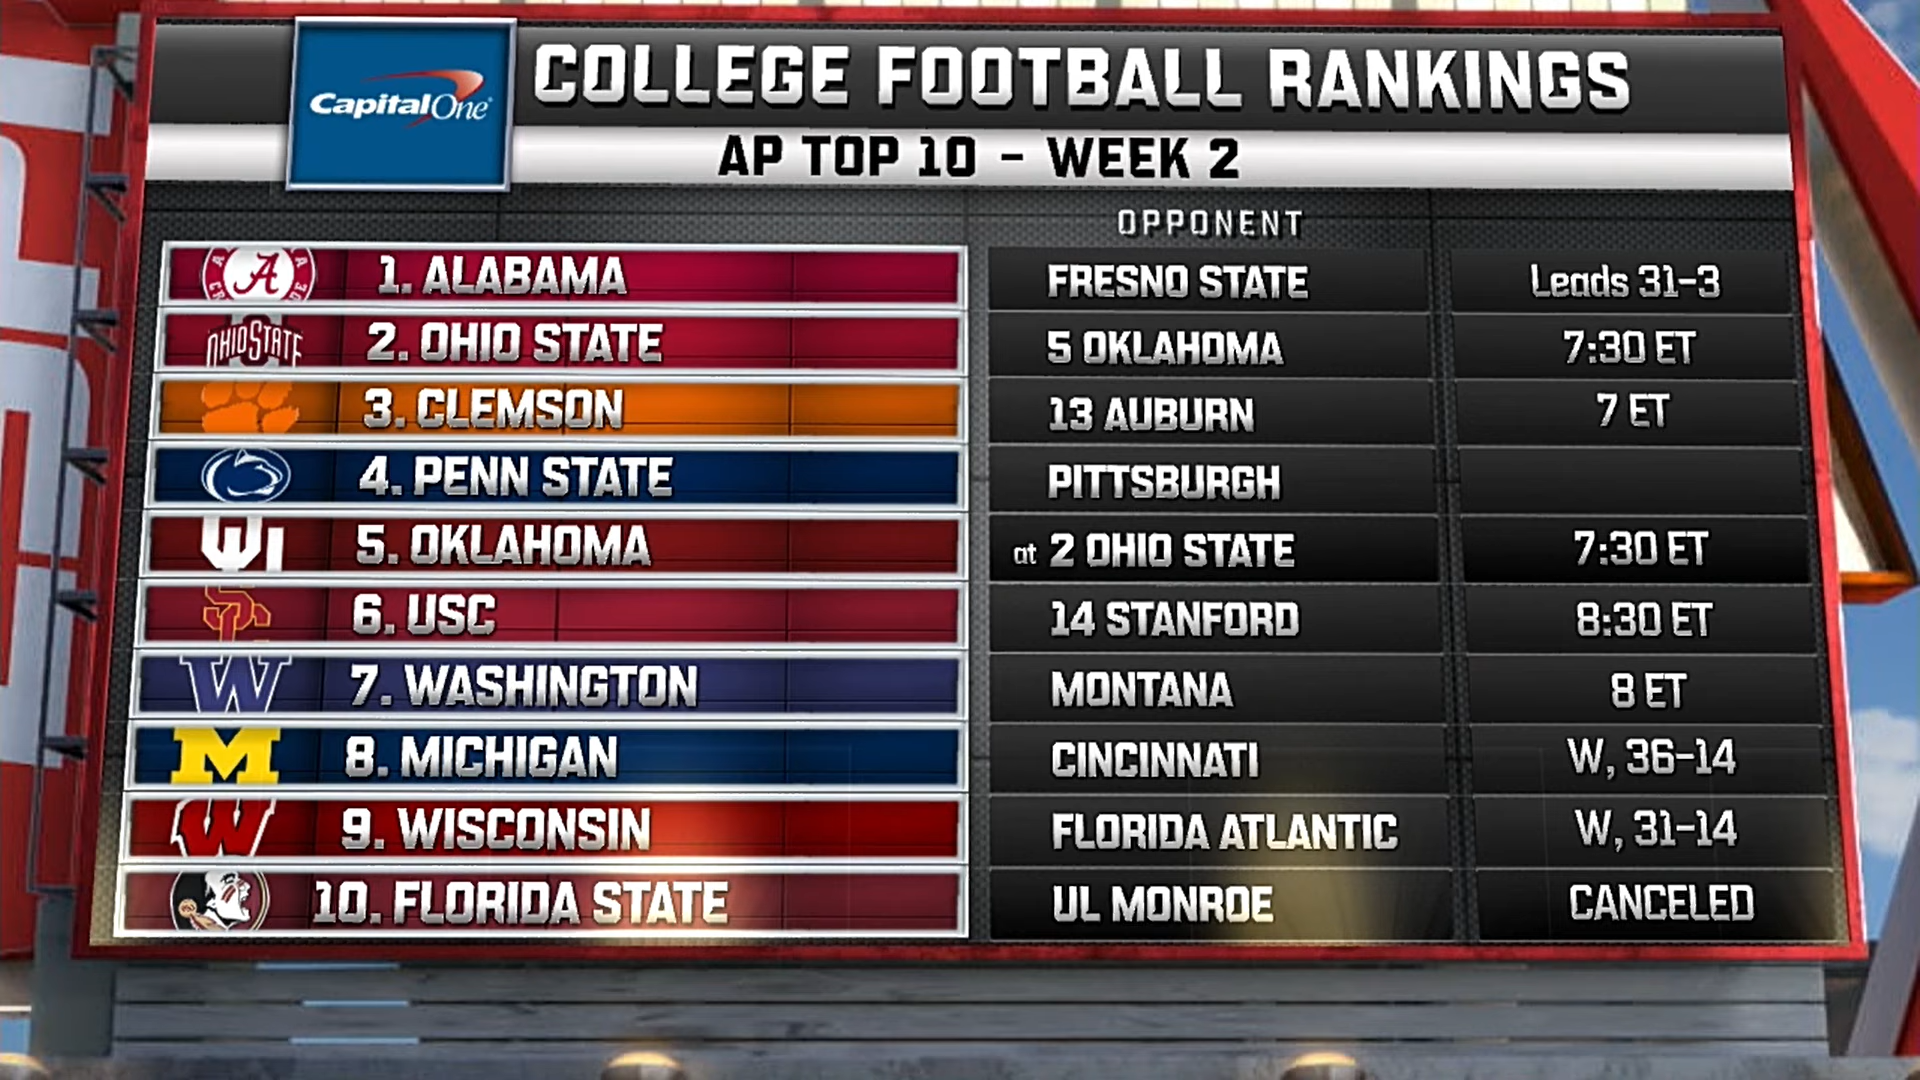 CapitalOne
COLLEGE FOOTBALL RANKINGS
AP TOP 10 - WEEK 2
OPPONENT
1. ALABAMA FRESNO STATE Leads 31-3
OHIO STATE 2. OHIO STATE 5 OKLAHOMA 7:30 ET
3. CLEMSON 13 AUBURN 7 ET
4. PENN STATE PITTSBURGH
5. OKLAHOMA at 2 OHIO STATE 7:30 ET
6. USC 14 STANFORD 8:30 ET
7. WASHINGTON MONTANA 8 ET
8. MICHIGAN CINCINNATI W, 36-14
9. WISCONSIN FLORIDA ATLANTIC W, 31-14
10. FLORIDA STATE UL MONROE CANCELED